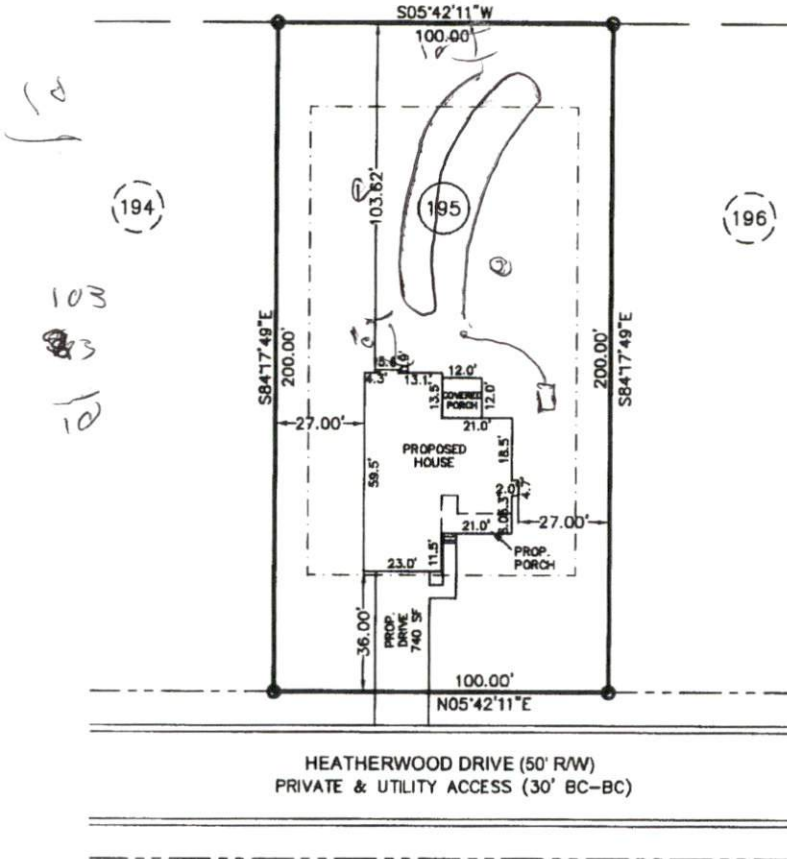 S05°42'11"W
100.00'
10
10
103.62'
194
195
196
103
10
S84°17'49"E
200.00'
S84°17'49"E
200.00'
4.3'
13.1'
12.0'
13.5'
COVERED
PORCH
12.0'
27.00'
21.0'
PROPOSED
HOUSE
18.5'
59.5'
2.0'
4.7'
21.0'
27.00'
PROP.
PORCH
23.0'
11.5'
36.00'
PROP.
DRIVE
740 SF
100.00'
N05°42'11"E
HEATHERWOOD DRIVE (50' R/W)
PRIVATE & UTILITY ACCESS (30' BC-BC)